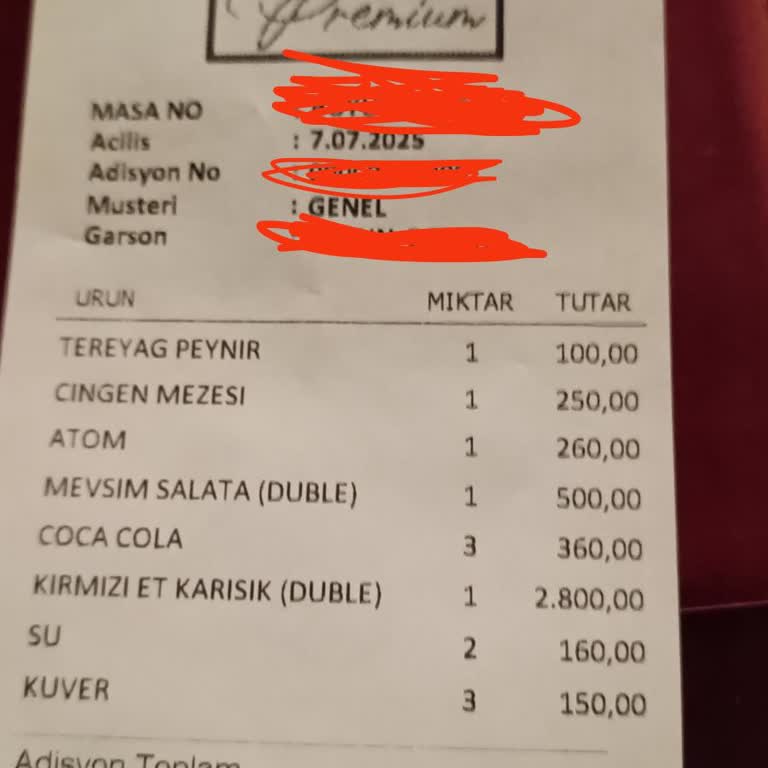 Premium
MASA NO
Acilis : 7.07.2025
Adisyon No
Musteri : GENEL
Garson
URUN MIKTAR TUTAR
TEREYAG PEYNIR 1 100,00
CINGEN MEZESI 1 250,00
ATOM 1 260,00
MEVSIM SALATA (DUBLE) 1 500,00
COCA COLA 3 360,00
KIRMIZI ET KARISIK (DUBLE) 1 2.800,00
SU 2 160,00
KUVER 3 150,00
Adisyon Toplam